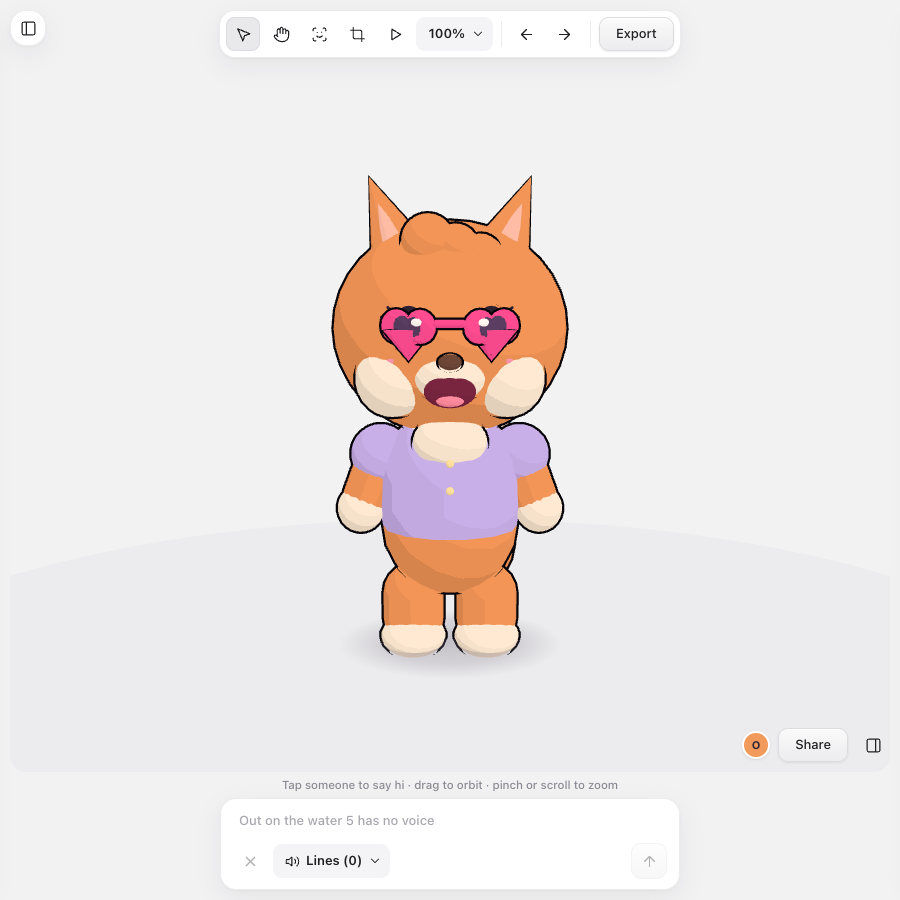 100%
Export
O
Share
Tap someone to say hi · drag to orbit · pinch or scroll to zoom
Out on the water 5 has no voice
Lines (0)